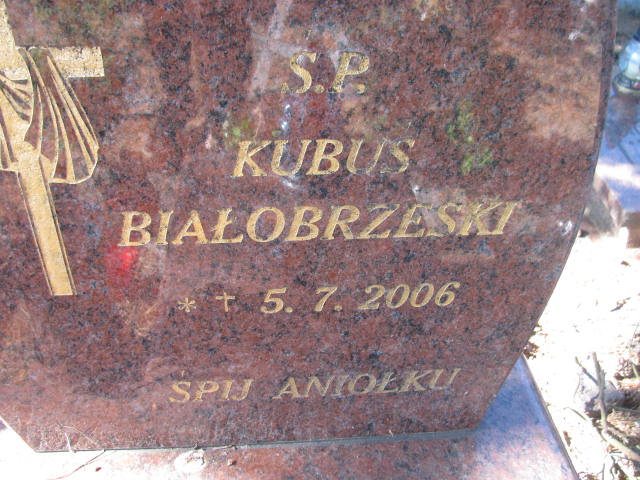 Ś.P.
KUBUŚ
BIAŁOBRZESKI
* † 5. 7. 2006
ŚPIJ ANIOŁKU